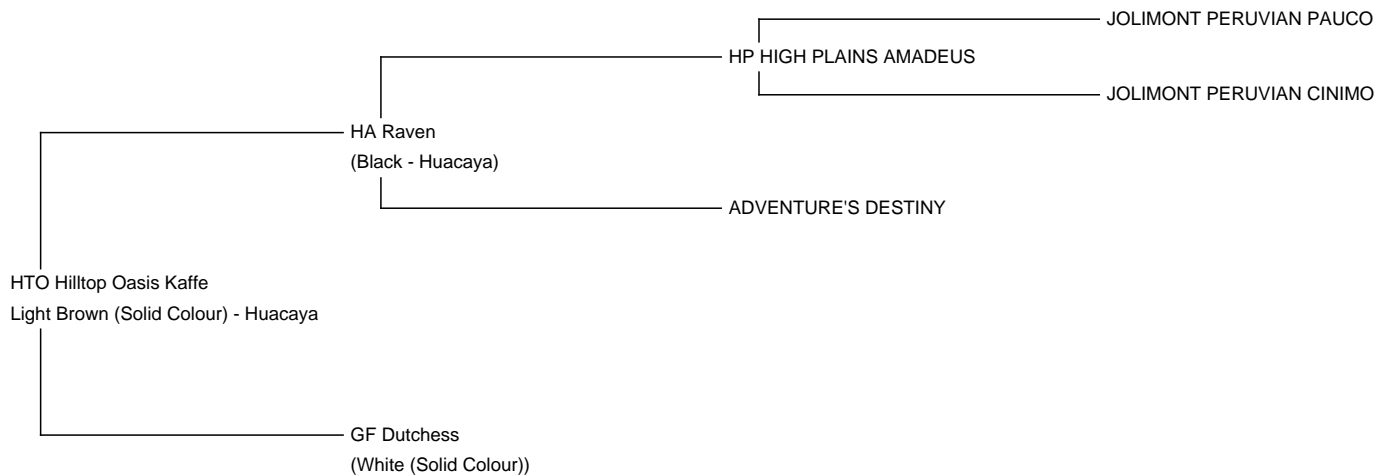 JOLIMONT PERUVIAN PAUCO
HP HIGH PLAINS AMADEUS
JOLIMONT PERUVIAN CINIMO
HA Raven
(Black - Huacaya)
ADVENTURE'S DESTINY
HTO Hilltop Oasis Kaffe
Light Brown (Solid Colour) - Huacaya
GF Dutchess
(White (Solid Colour))